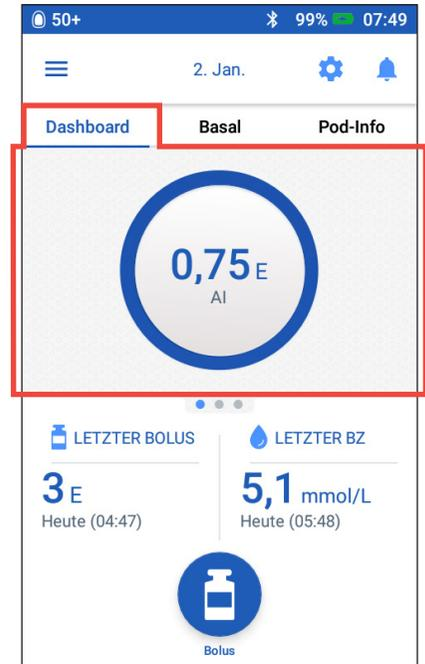 50+ 99% 07:49
2. Jan.
Dashboard Basal Pod-Info
0,75 E
AI
LETZTER BOLUS LETZTER BZ
3 E 5,1 mmol/L
Heute (04:47) Heute (05:48)
Bolus